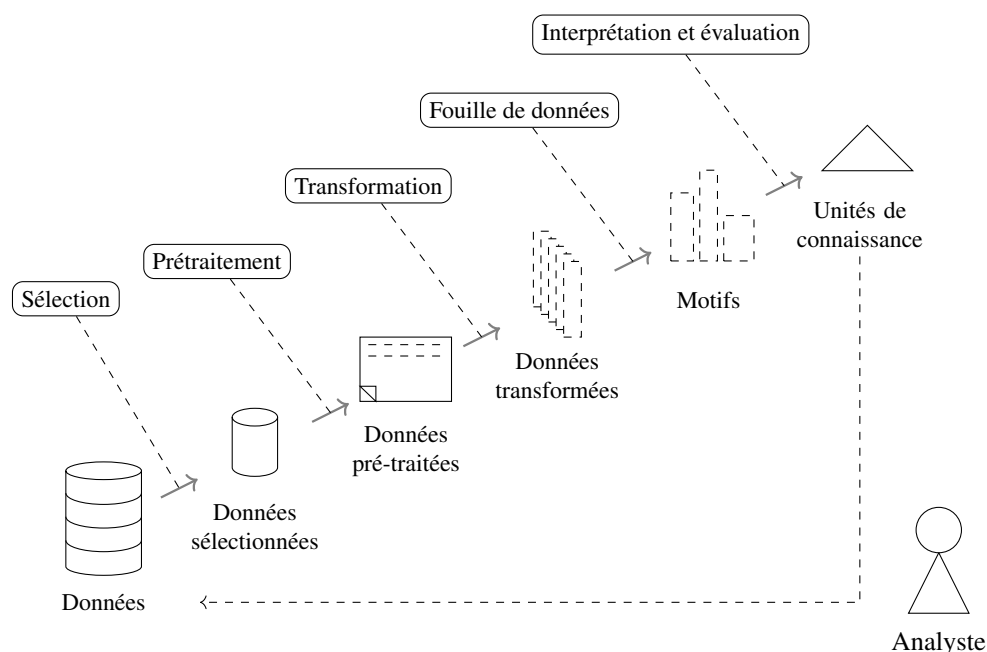 Interprétation et évaluation
Fouille de données
Transformation
Prétraitement
Sélection
Unités de
connaissance
Motifs
Données
transformées
Données
pré-traitées
Données
sélectionnées
Données
Analyste